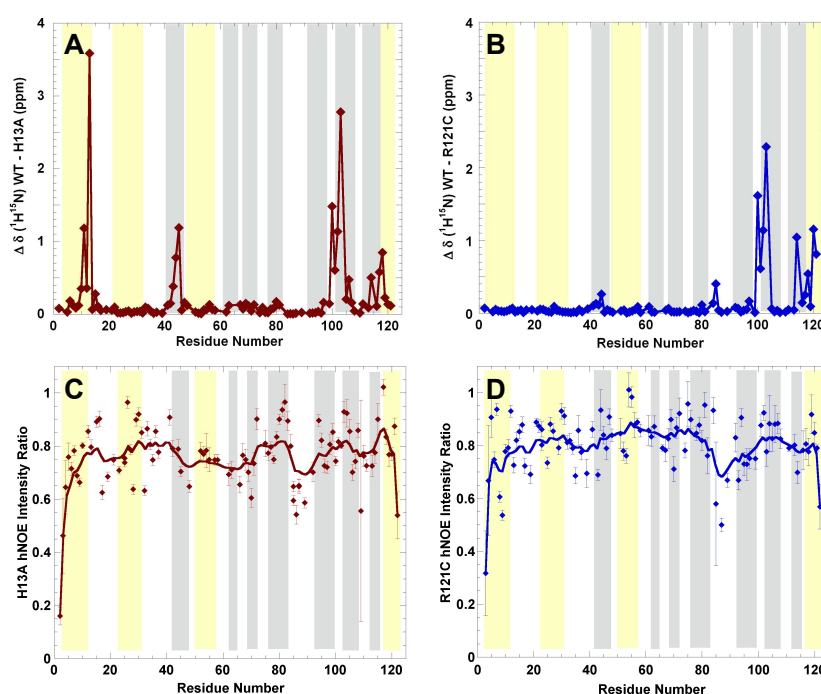 A
Δ δ (¹H¹⁵N) WT - H13A (ppm)
4
3
2
1
0
0 20 40 60 80 100 120
Residue Number
B
Δ δ (¹H¹⁵N) WT - R121C (ppm)
4
3
2
1
0
0 20 40 60 80 100 120
Residue Number
C
H13A hNOE Intensity Ratio
1
0.8
0.6
0.4
0.2
0
0 20 40 60 80 100 120
Residue Number
D
R121C hNOE Intensity Ratio
1
0.8
0.6
0.4
0.2
0
0 20 40 60 80 100 120
Residue Number